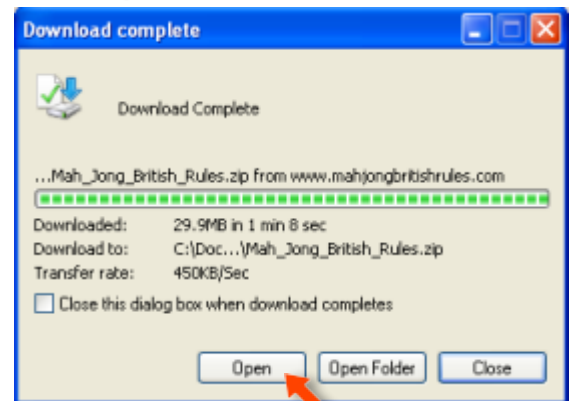 Download complete
Download Complete
...Mah_Jong_British_Rules.zip from www.mahjongbritishrules.com
Downloaded: 29.9MB in 1 min 8 sec
Download to: C:\Doc...\Mah_Jong_British_Rules.zip
Transfer rate: 450KB/Sec
Close this dialog box when download completes
Open Open Folder Close